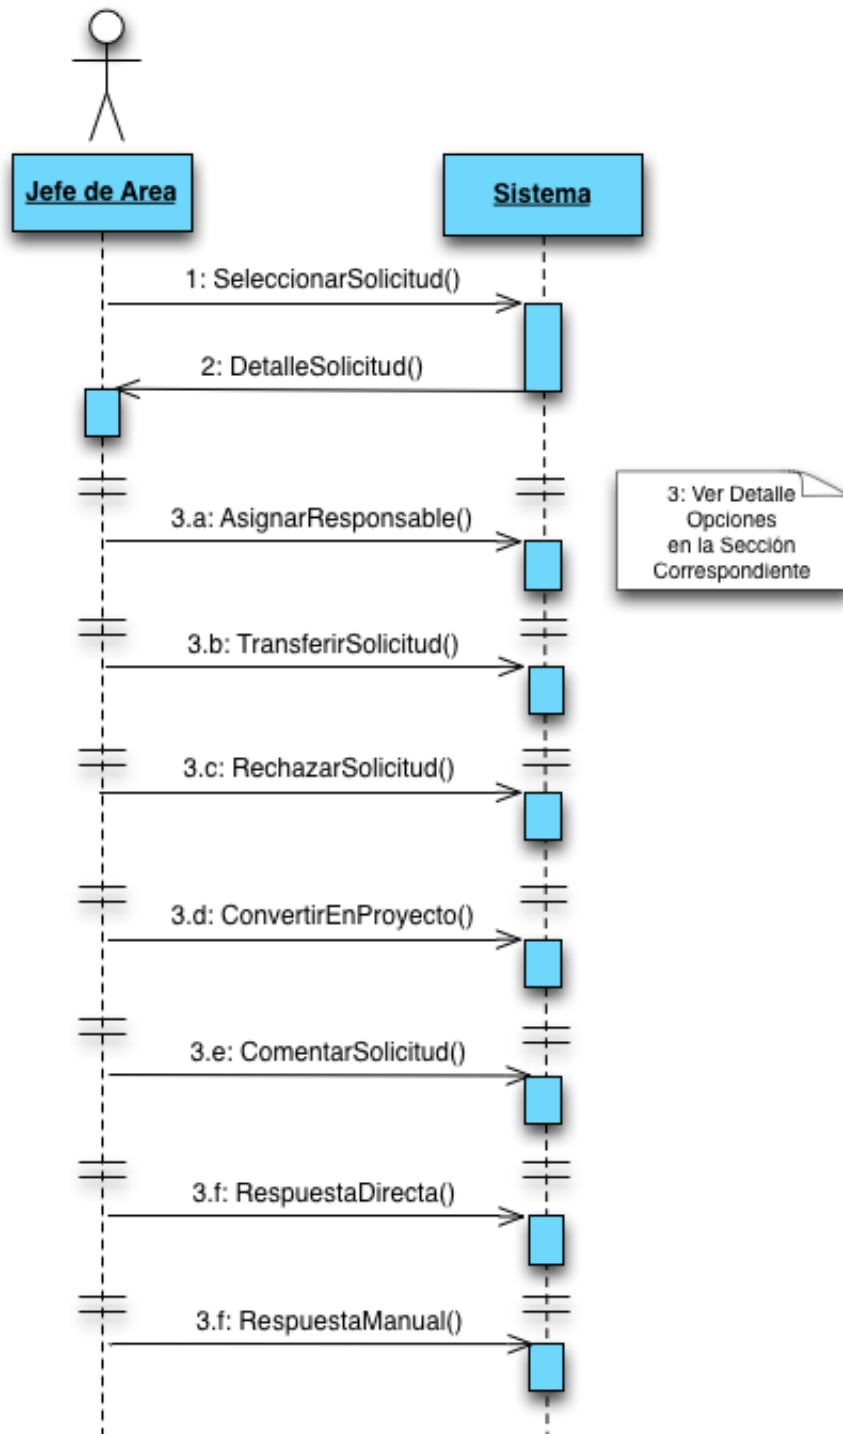 Jefe de Area
Sistema
1: SeleccionarSolicitud()
2: DetalleSolicitud()
3: Ver Detalle
Opciones
en la Sección
Correspondiente
3.a: AsignarResponsable()
3.b: TransferirSolicitud()
3.c: RechazarSolicitud()
3.d: ConvertirEnProyecto()
3.e: ComentarSolicitud()
3.f: RespuestaDirecta()
3.f: RespuestaManual()